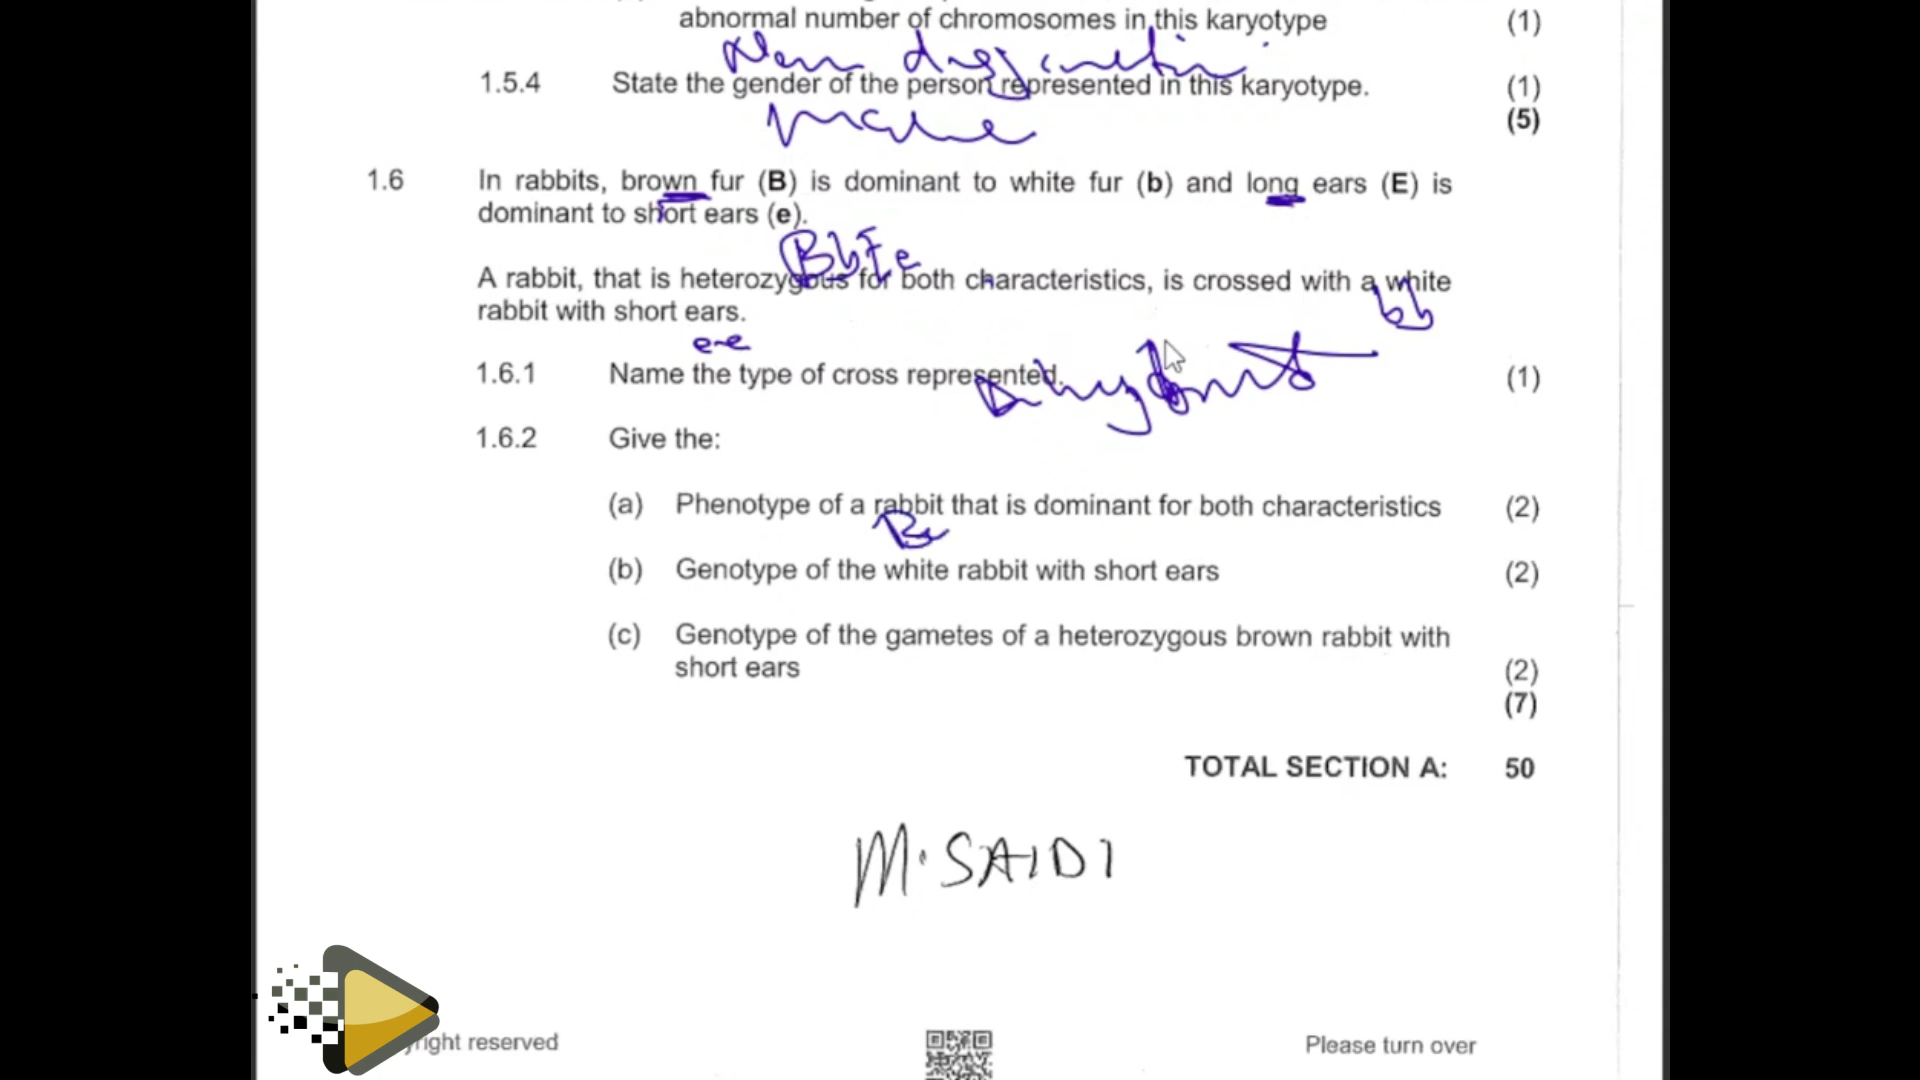 abnormal number of chromosomes in this karyotype (1)
1.5.4 State the gender of the person represented in this karyotype. (1)
(5)
male
1.6 In rabbits, brown fur (B) is dominant to white fur (b) and long ears (E) is
dominant to short ears (e).
BbEe
A rabbit, that is heterozygous for both characteristics, is crossed with a white
rabbit with short ears.
bb
ee
1.6.1 Name the type of cross represented. (1)
1.6.2 Give the:
(a) Phenotype of a rabbit that is dominant for both characteristics (2)
(b) Genotype of the white rabbit with short ears (2)
(c) Genotype of the gametes of a heterozygous brown rabbit with
short ears (2)
(7)
TOTAL SECTION A: 50
M.SAIDI
right reserved
Please turn over